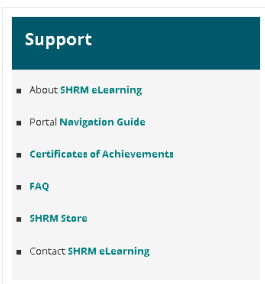 Support
About SHRM eLearning
Portal Navigation Guide
Certificates of Achievements
FAQ
SHRM Store
Contact SHRM eLearning